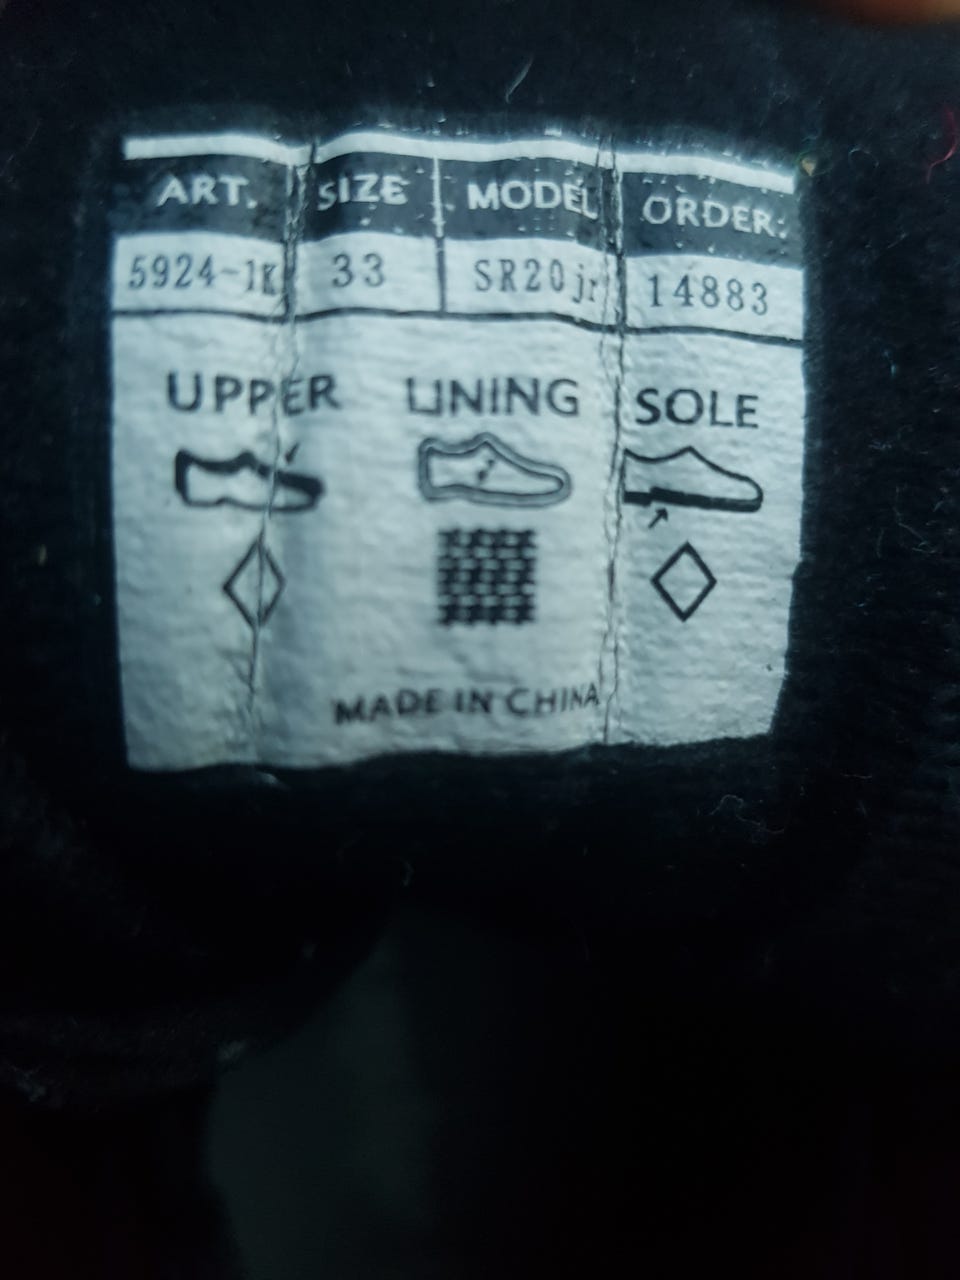 ART. SIZE MODEL ORDER:
5924-1K 33 SR20jr 14883
UPPER LINING SOLE
MADE IN CHINA